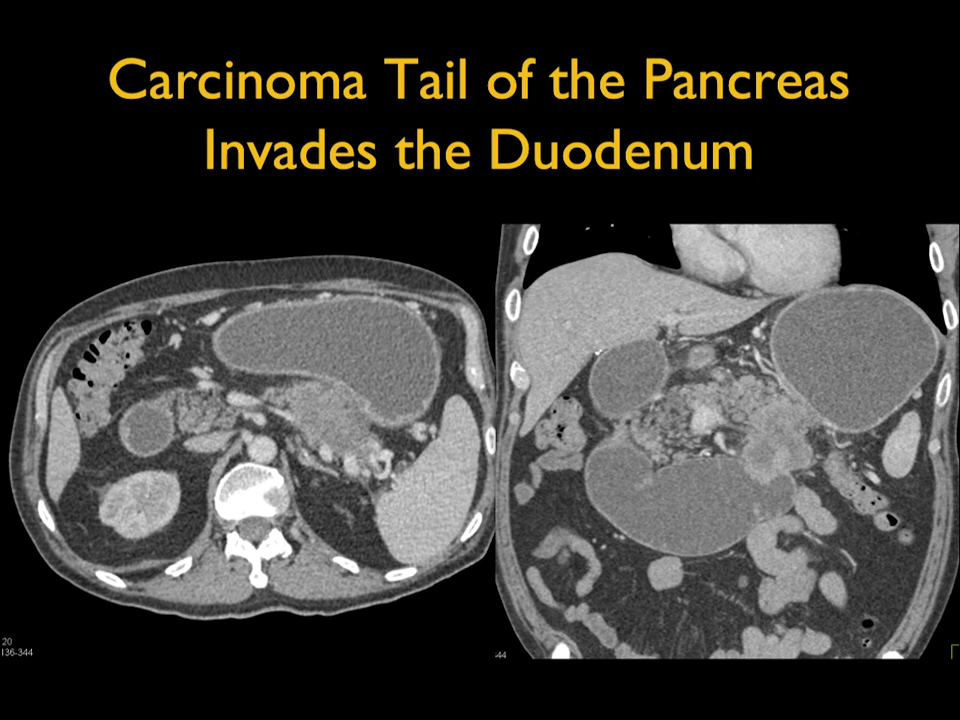 Carcinoma Tail of the Pancreas
Invades the Duodenum
20
136-344
-44